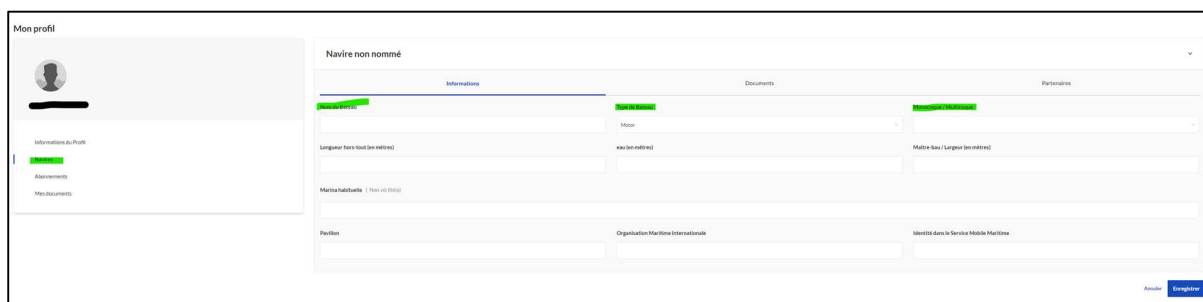 Mon profil
Navire non nommé
Informations Documents Partenaires
Nom du Bateau Type de Bateau Monocoque / Multicoque
Motor
Informations du Profil
Navires
Abonnements
Mes documents
Longueur hors-tout (en mètres) eau (en mètres) Maître-bau / Largeur (en mètres)
Marina habituelle | Non vérifié(e)
Pavillon Organisation Maritime Internationale Identité dans le Service Mobile Maritime
Annuler Enregistrer